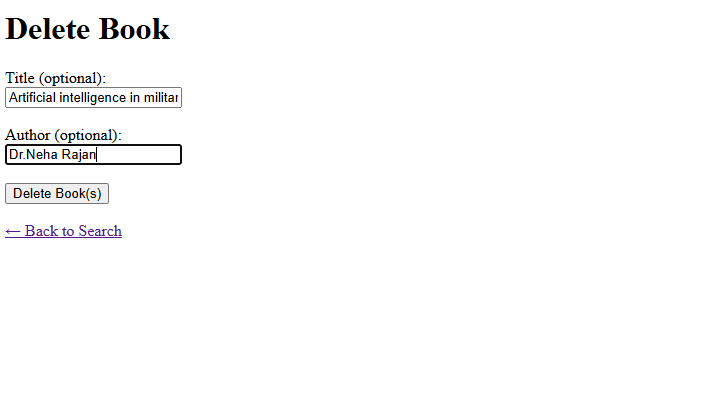 Delete Book
Title (optional):
Artificial intelligence in militar
Author (optional):
Dr.Neha Rajan
Delete Book(s)
← Back to Search